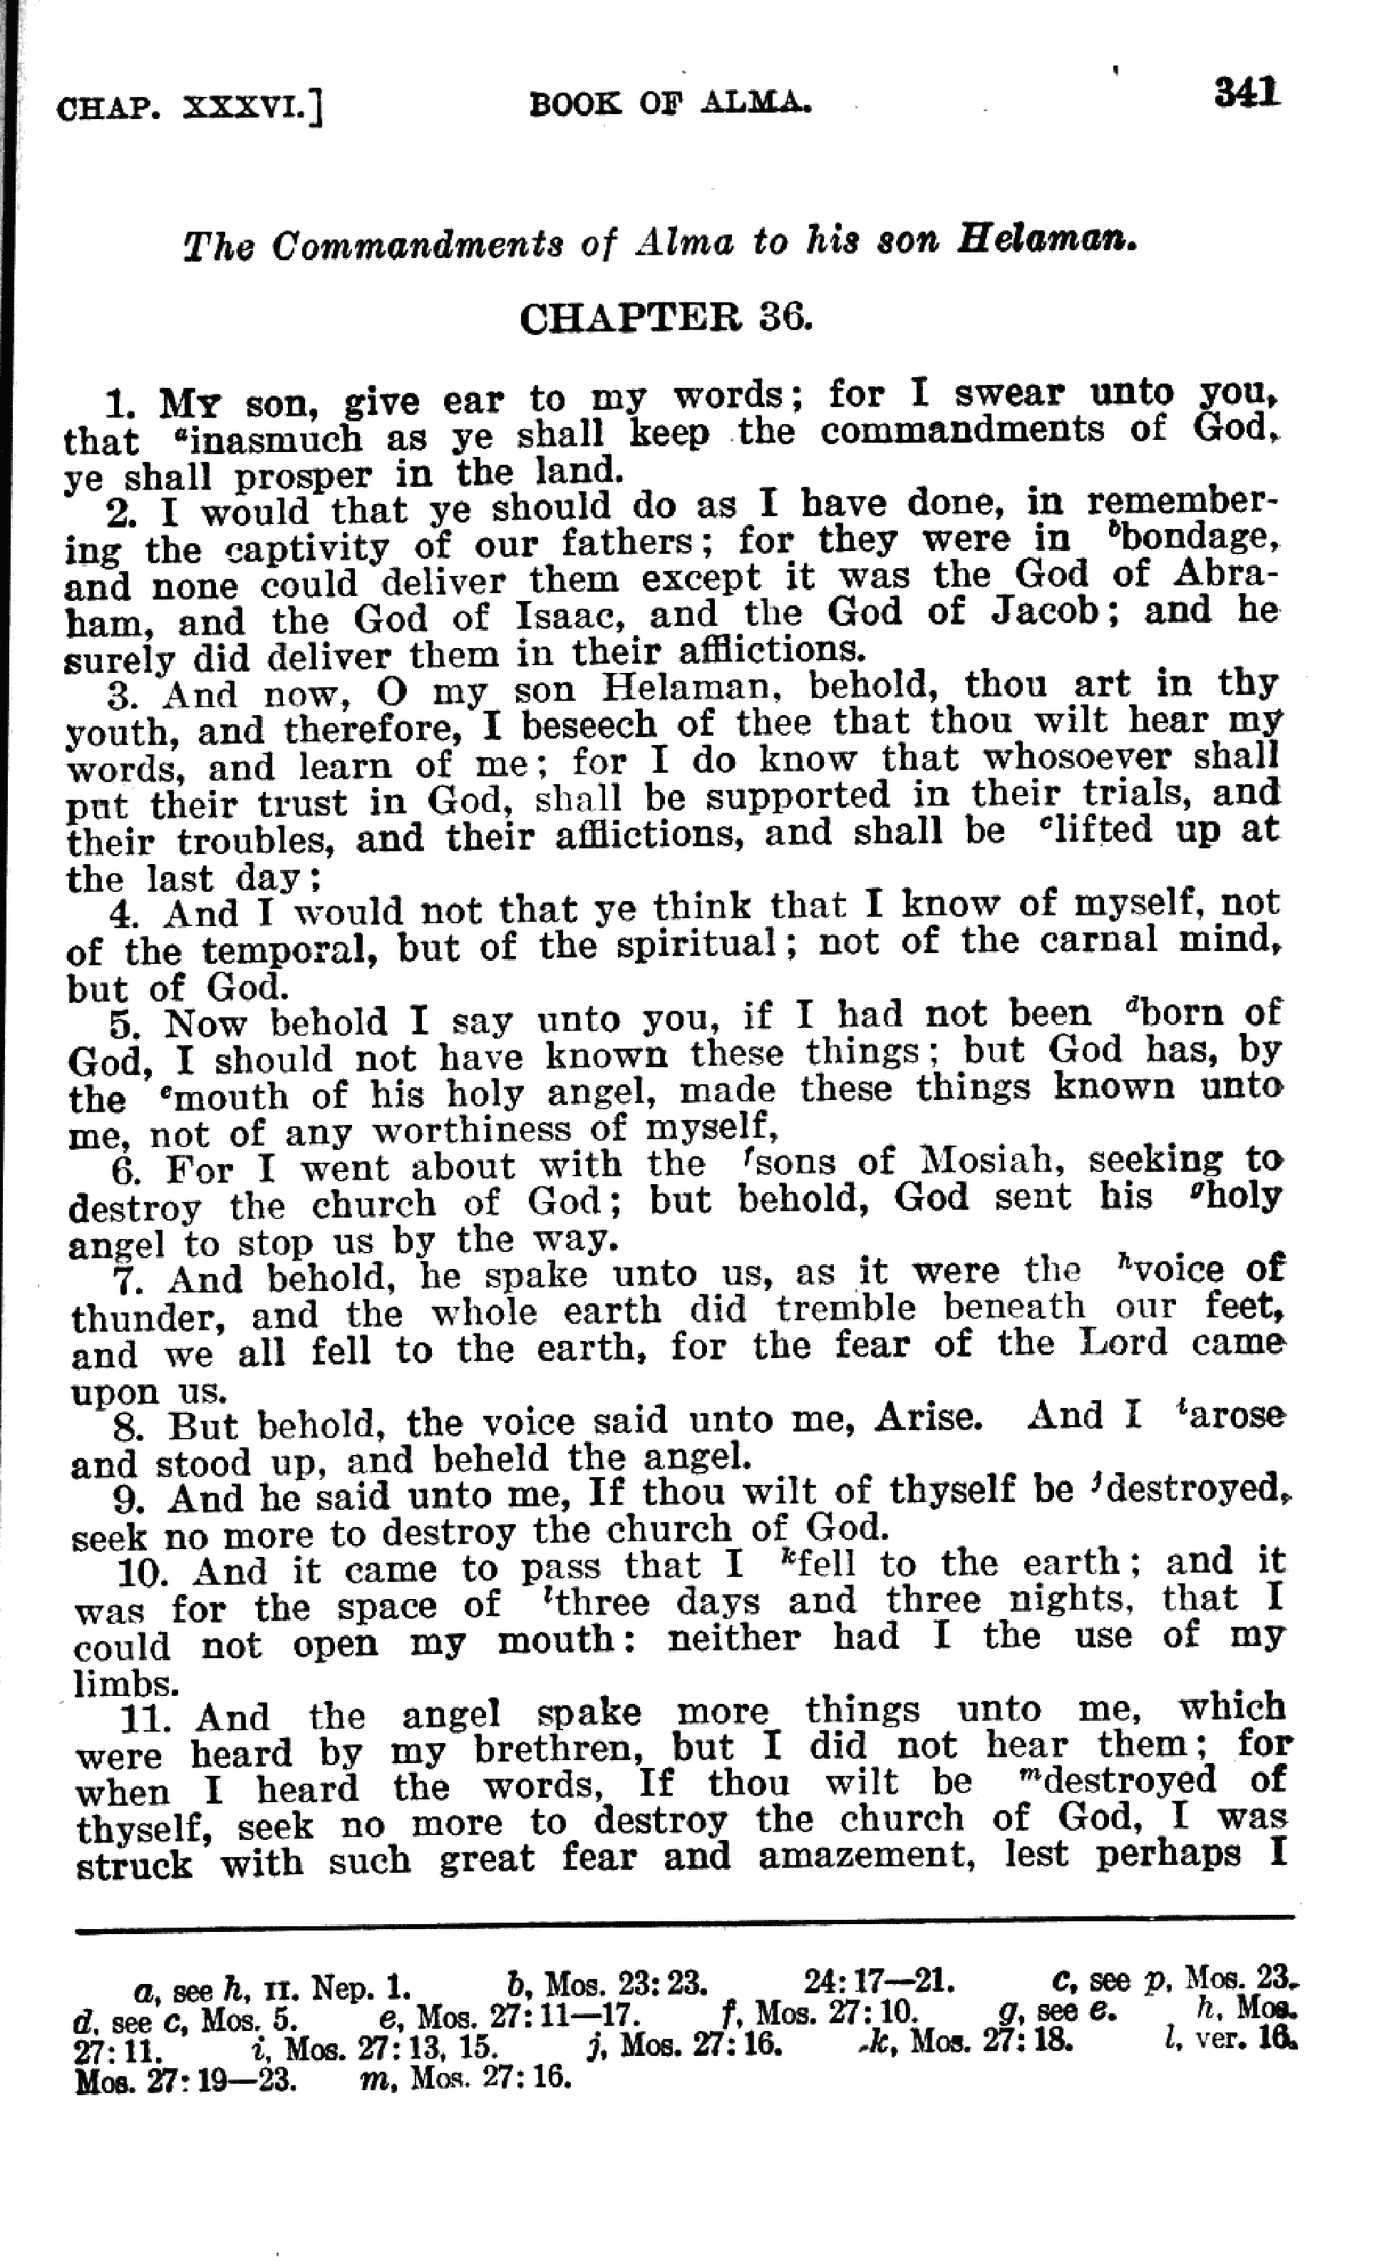 CHAP. XXXVI.] BOOK OF ALMA. 341
The Commandments of Alma to his son Helaman.
CHAPTER 36.
1. MY son, give ear to my words; for I swear unto you,
that ᵃinasmuch as ye shall keep the commandments of God,
ye shall prosper in the land.
2. I would that ye should do as I have done, in remember-
ing the captivity of our fathers; for they were in ᵇbondage,
and none could deliver them except it was the God of Abra-
ham, and the God of Isaac, and the God of Jacob; and he
surely did deliver them in their afflictions.
3. And now, O my son Helaman, behold, thou art in thy
youth, and therefore, I beseech of thee that thou wilt hear my
words, and learn of me; for I do know that whosoever shall
put their trust in God, shall be supported in their trials, and
their troubles, and their afflictions, and shall be ᶜlifted up at
the last day;
4. And I would not that ye think that I know of myself, not
of the temporal, but of the spiritual; not of the carnal mind,
but of God.
5. Now behold I say unto you, if I had not been ᵈborn of
God, I should not have known these things; but God has, by
the ᵉmouth of his holy angel, made these things known unto
me, not of any worthiness of myself,
6. For I went about with the ᶠsons of Mosiah, seeking to
destroy the church of God; but behold, God sent his ᵍholy
angel to stop us by the way.
7. And behold, he spake unto us, as it were the ʰvoice of
thunder, and the whole earth did tremble beneath our feet,
and we all fell to the earth, for the fear of the Lord came
upon us.
8. But behold, the voice said unto me, Arise. And I ⁱarose
and stood up, and beheld the angel.
9. And he said unto me, If thou wilt of thyself be ʲdestroyed,
seek no more to destroy the church of God.
10. And it came to pass that I ᵏfell to the earth; and it
was for the space of ˡthree days and three nights, that I
could not open my mouth: neither had I the use of my
limbs.
11. And the angel spake more things unto me, which
were heard by my brethren, but I did not hear them; for
when I heard the words, If thou wilt be ᵐdestroyed of
thyself, seek no more to destroy the church of God, I was
struck with such great fear and amazement, lest perhaps I
a, see h, II. Nep. 1. b, Mos. 23:23. 24:17—21. c, see p, Mos. 23.
d, see c, Mos. 5. e, Mos. 27:11—17. f, Mos. 27:10. g, see e. h, Mos.
27:11. i, Mos. 27:13, 15. j, Mos. 27:16. k, Mos. 27:18. l, ver. 16.
Mos. 27:19—23. m, Mos. 27:16.